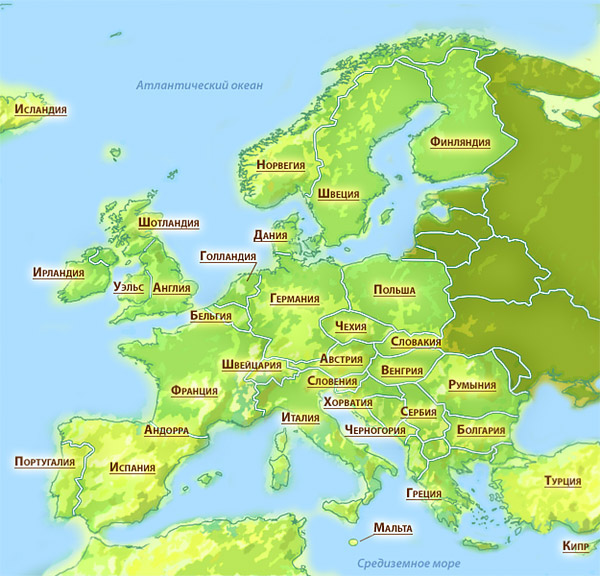 Атлантический океан
Исландия
Финляндия
Норвегия
Швеция
Шотландия
Дания
Голландия
Ирландия
Уэльс
Англия
Польша
Германия
Бельгия
Чехия
Словакия
Австрия
Швейцария
Венгрия
Словения
Румыния
Франция
Хорватия
Сербия
Италия
Андорра
Черногория
Болгария
Португалия
Испания
Турция
Греция
Мальта
Кипр
Средиземное море